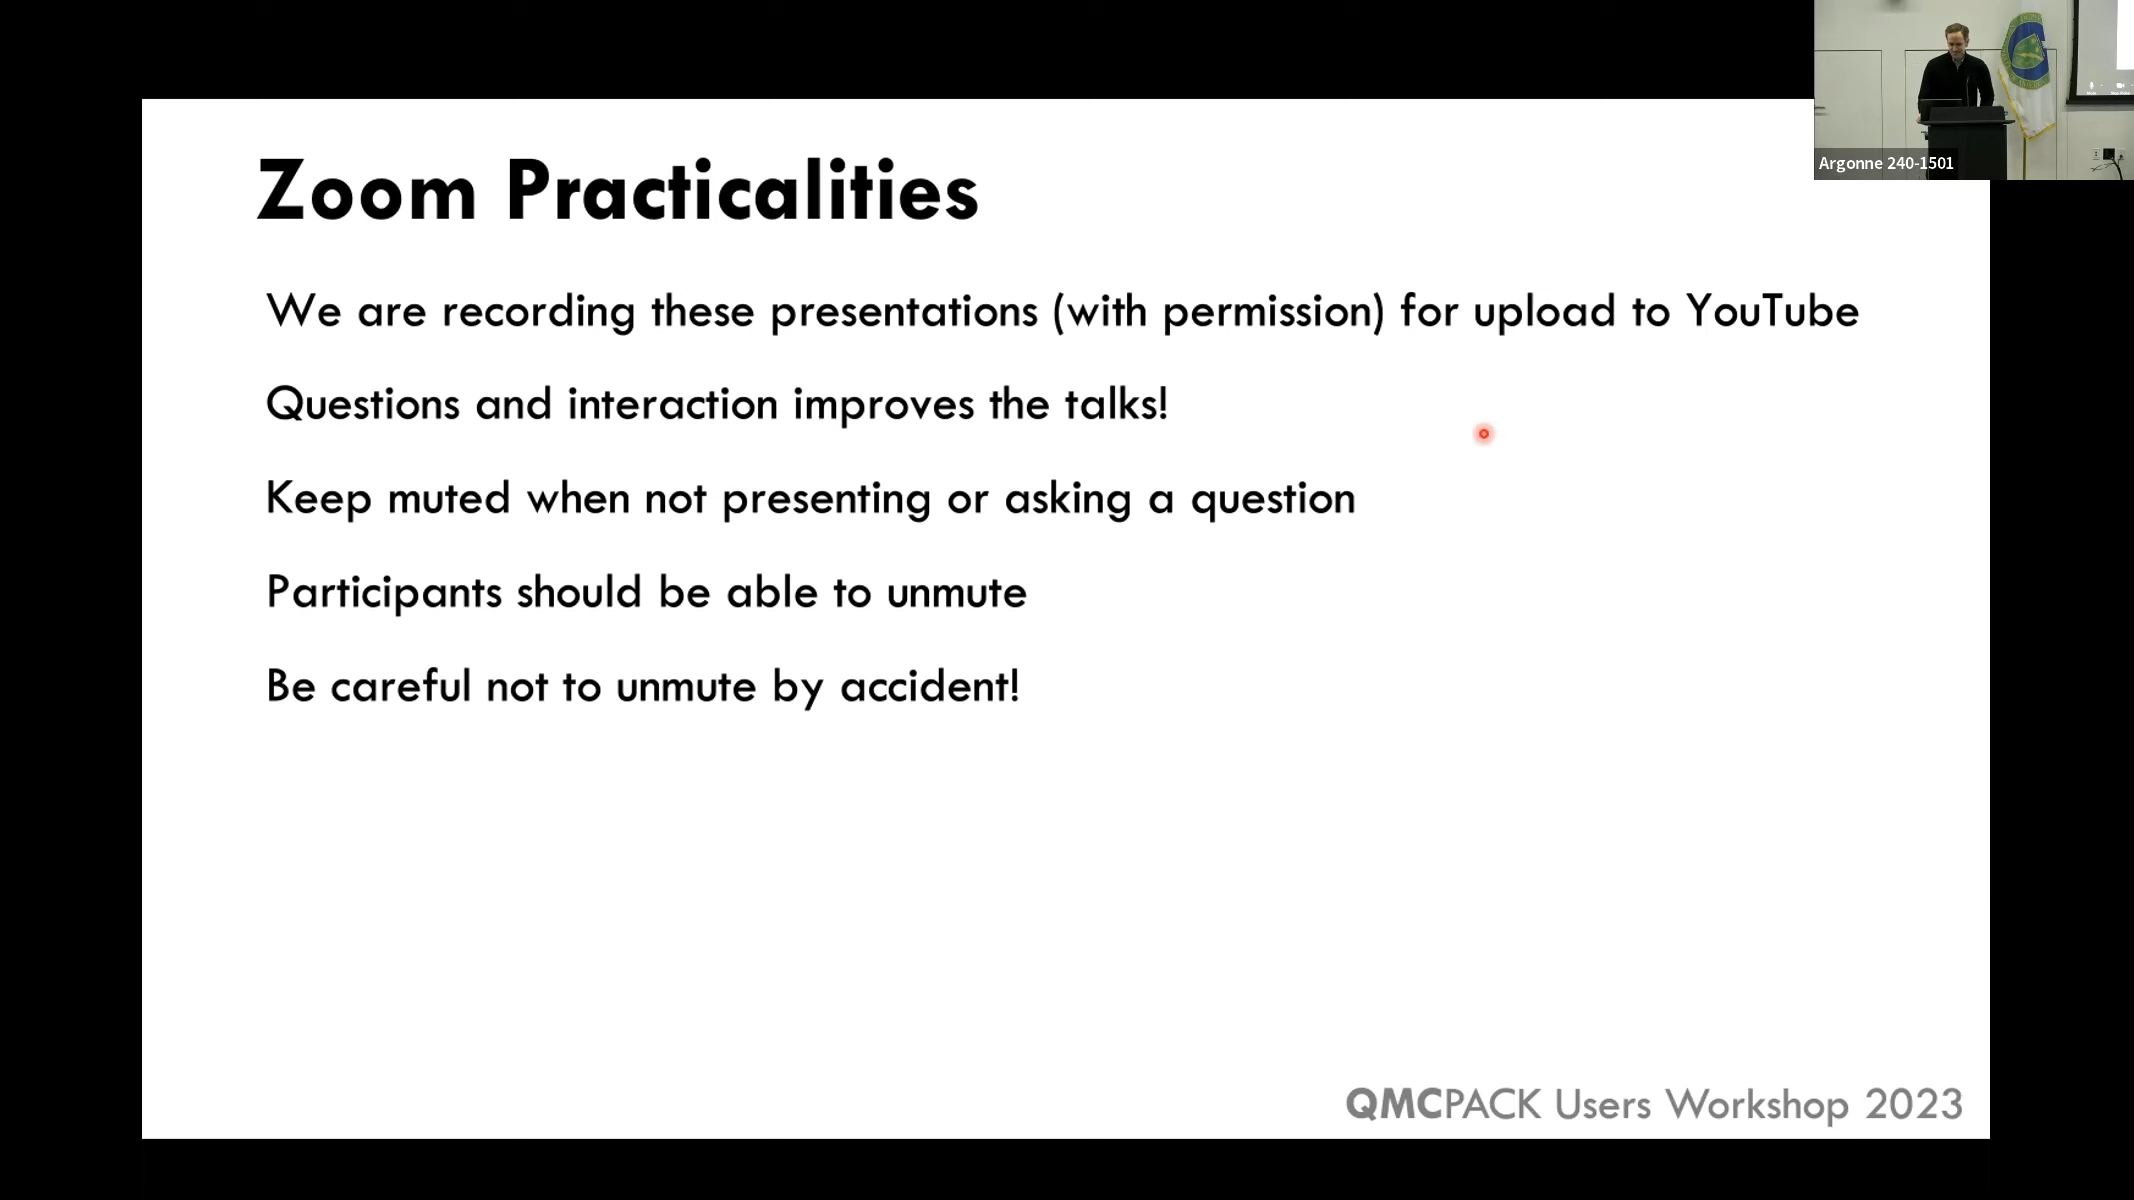 Zoom Practicalities
We are recording these presentations (with permission) for upload to YouTube
Questions and interaction improves the talks!
Keep muted when not presenting or asking a question
Participants should be able to unmute
Be careful not to unmute by accident!
QMCPACK Users Workshop 2023
Argonne 240-1501